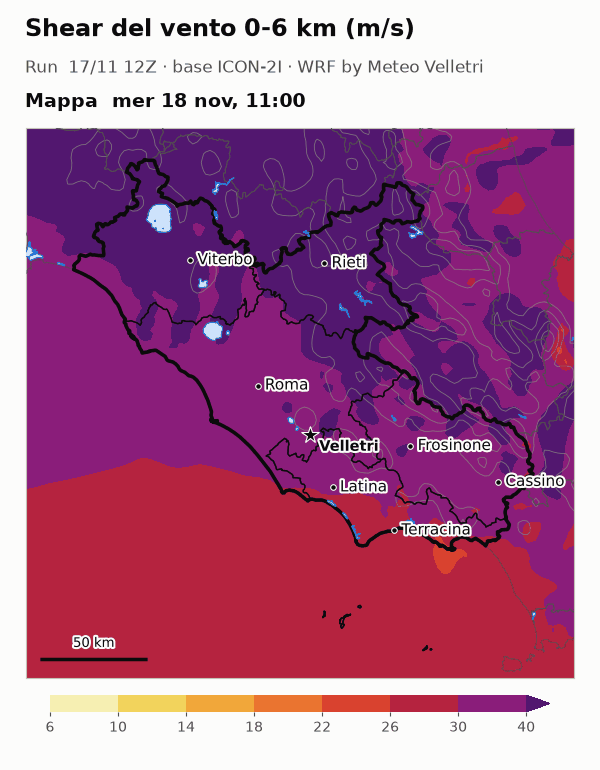 Shear del vento 0-6 km (m/s)
Run 17/11 12Z · base ICON-2I · WRF by Meteo Velletri
Mappa mer 18 nov, 11:00
Viterbo
Rieti
Roma
Velletri
Frosinone
Latina
Cassino
Terracina
50 km
6 10 14 18 22 26 30 40